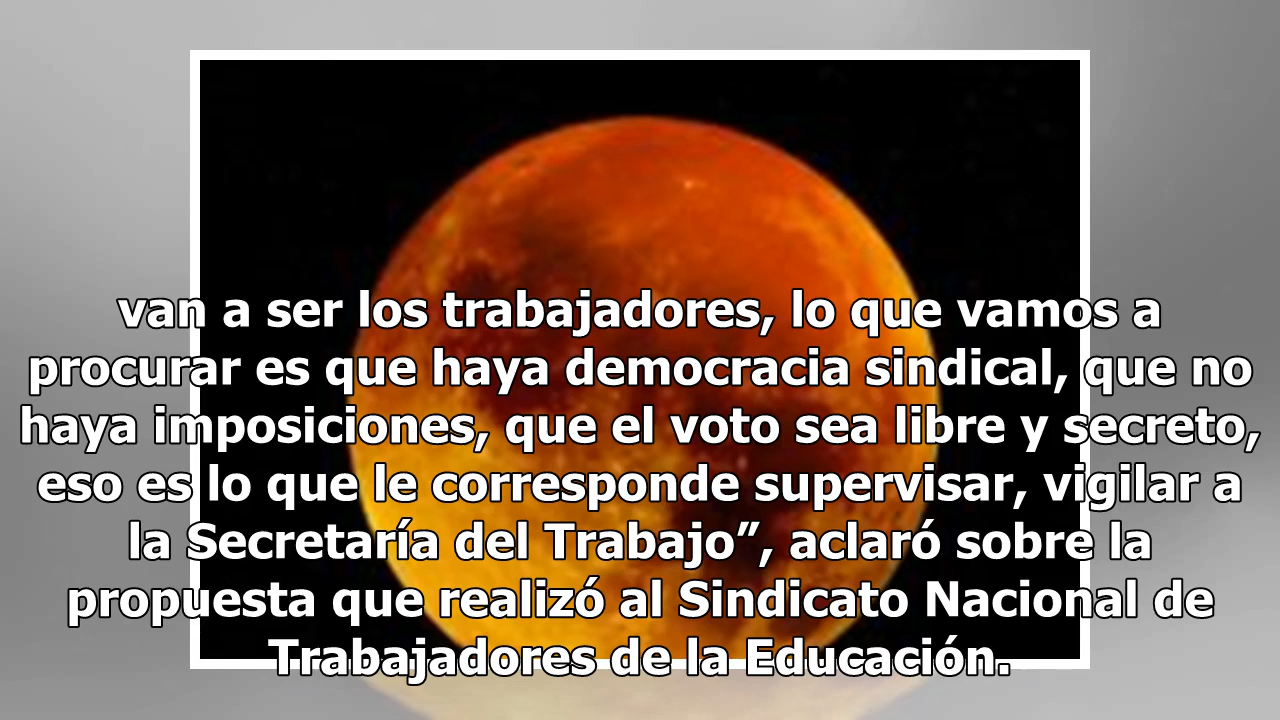 van a ser los trabajadores, lo que vamos a
procurar es que haya democracia sindical, que no
haya imposiciones, que el voto sea libre y secreto,
eso es lo que le corresponde supervisar, vigilar a
la Secretaría del Trabajo”, aclaró sobre la
propuesta que realizó al Sindicato Nacional de
Trabajadores de la Educación.